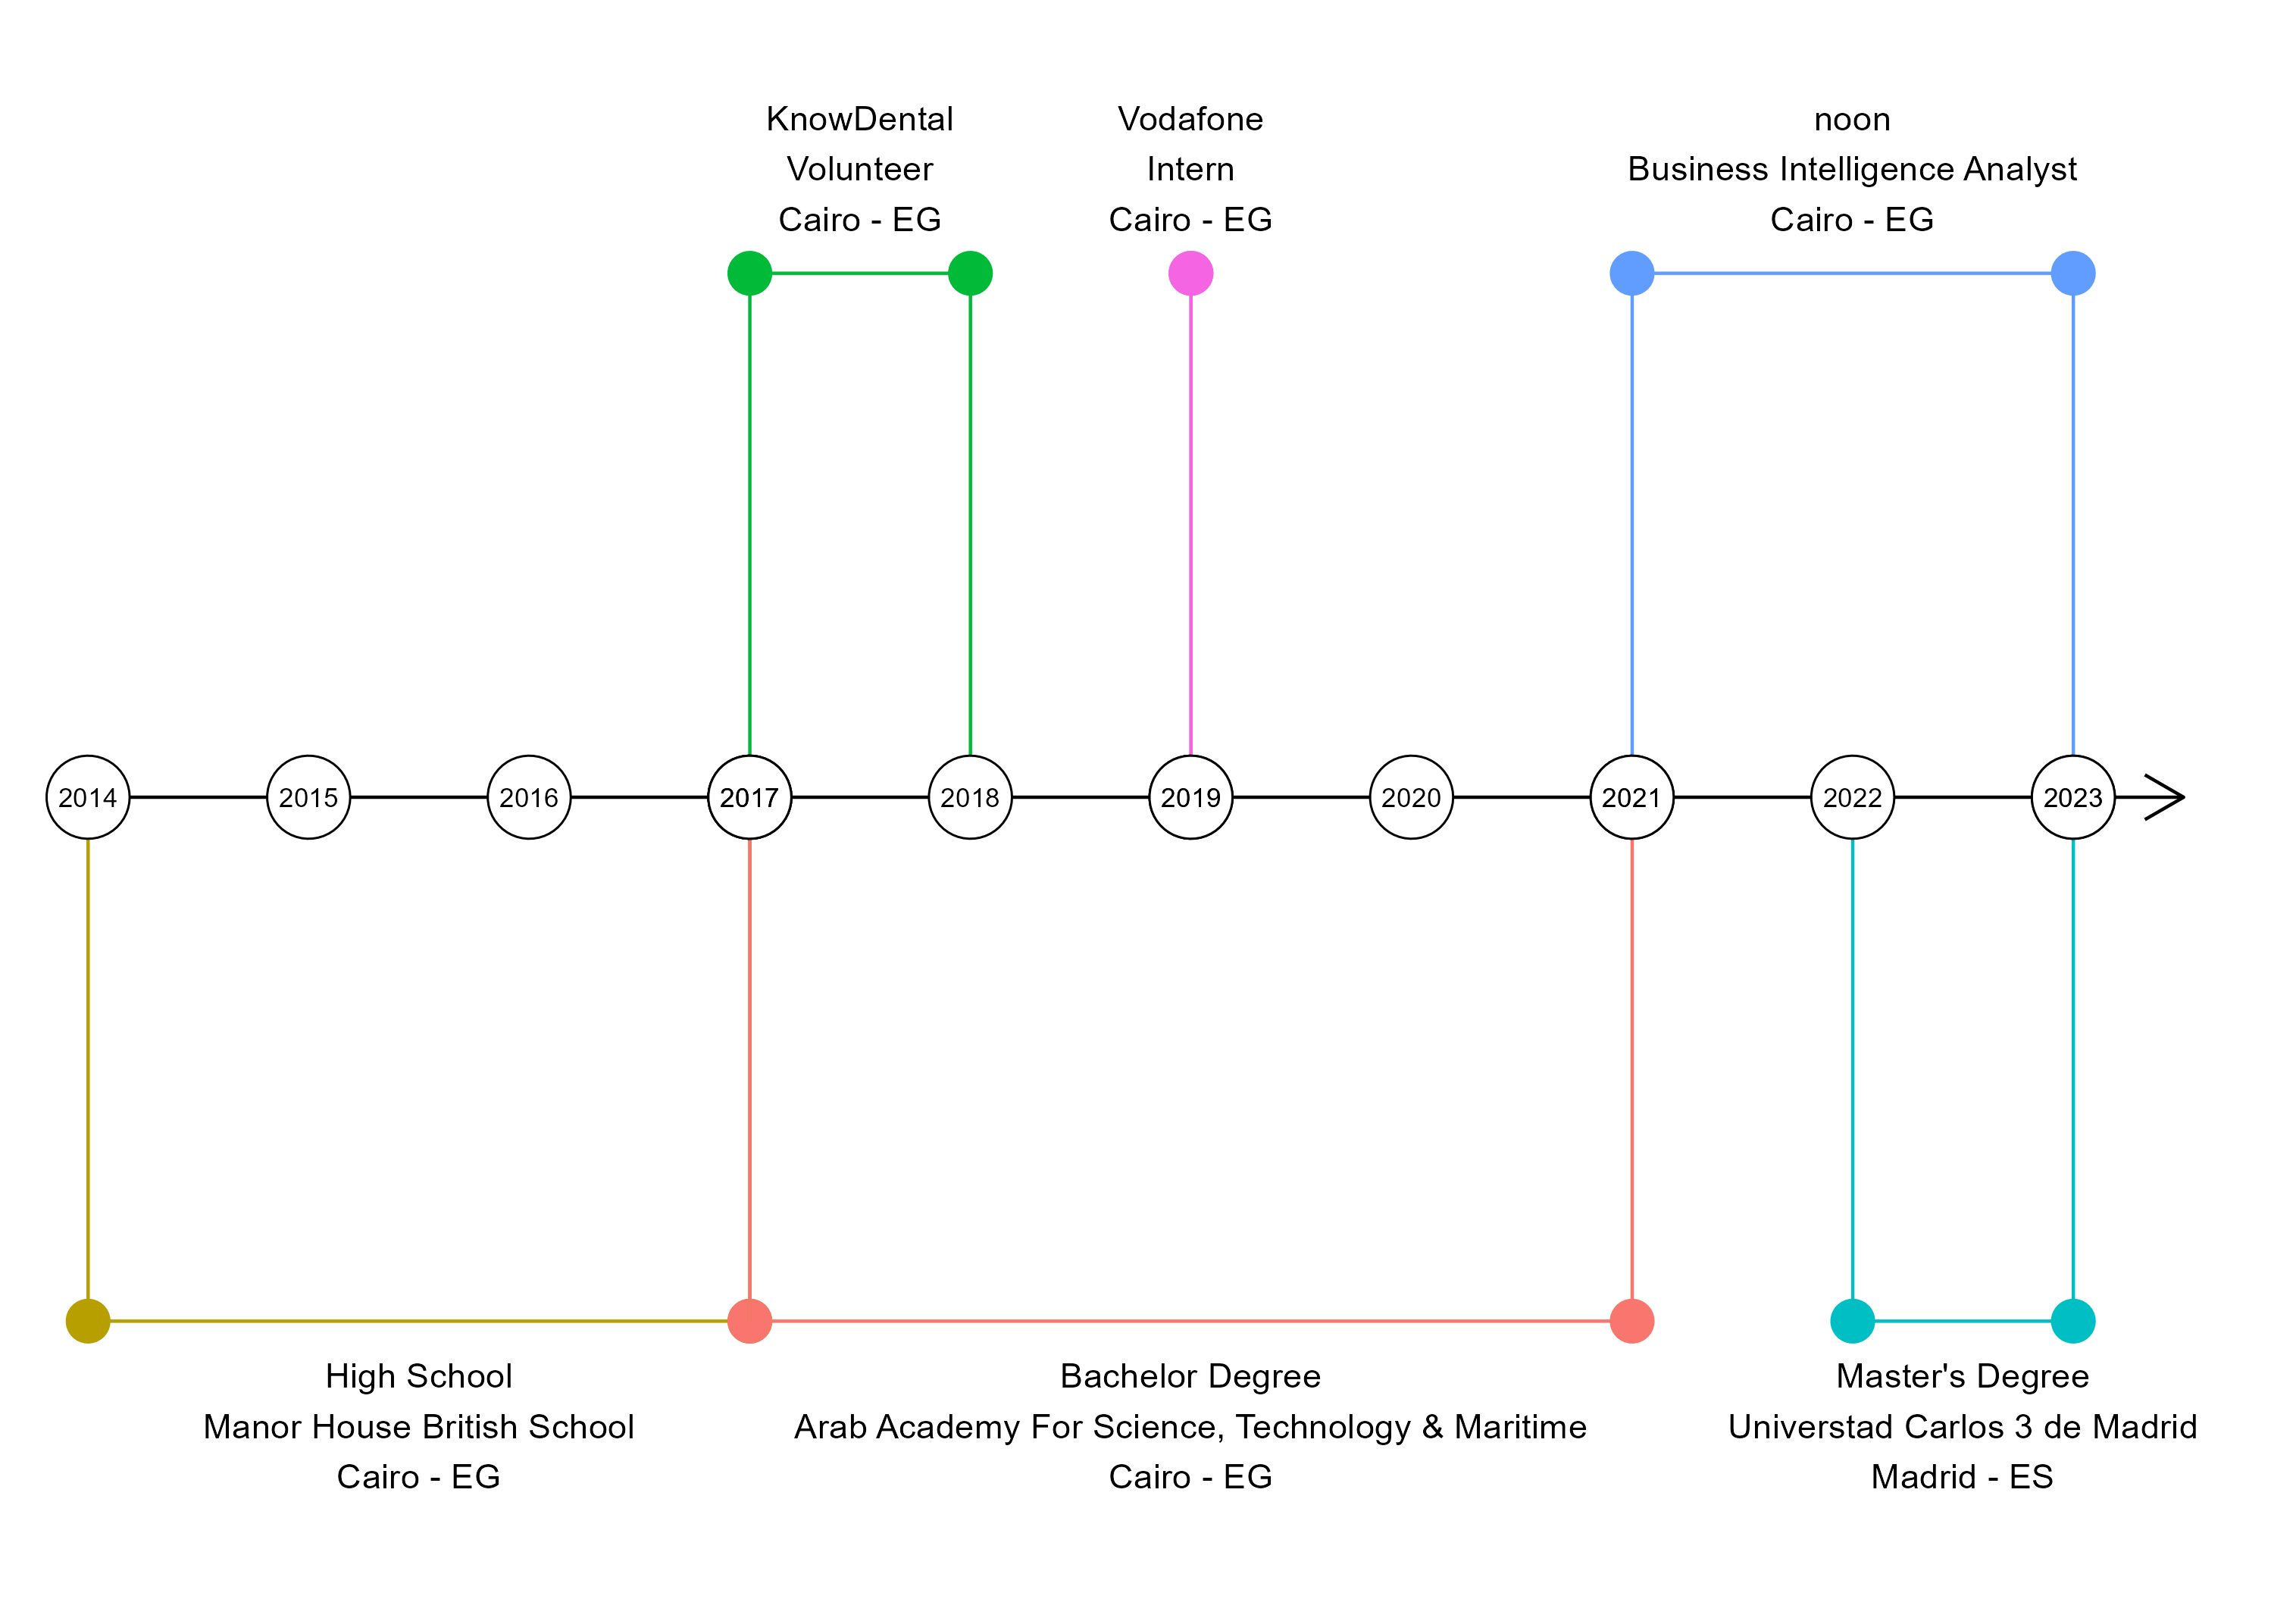 KnowDental
Volunteer
Cairo - EG
Vodafone
Intern
Cairo - EG
noon
Business Intelligence Analyst
Cairo - EG
2014
2015
2016
2017
2018
2019
2020
2021
2022
2023
High School
Manor House British School
Cairo - EG
Bachelor Degree
Arab Academy For Science, Technology & Maritime
Cairo - EG
Master's Degree
Universtad Carlos 3 de Madrid
Madrid - ES